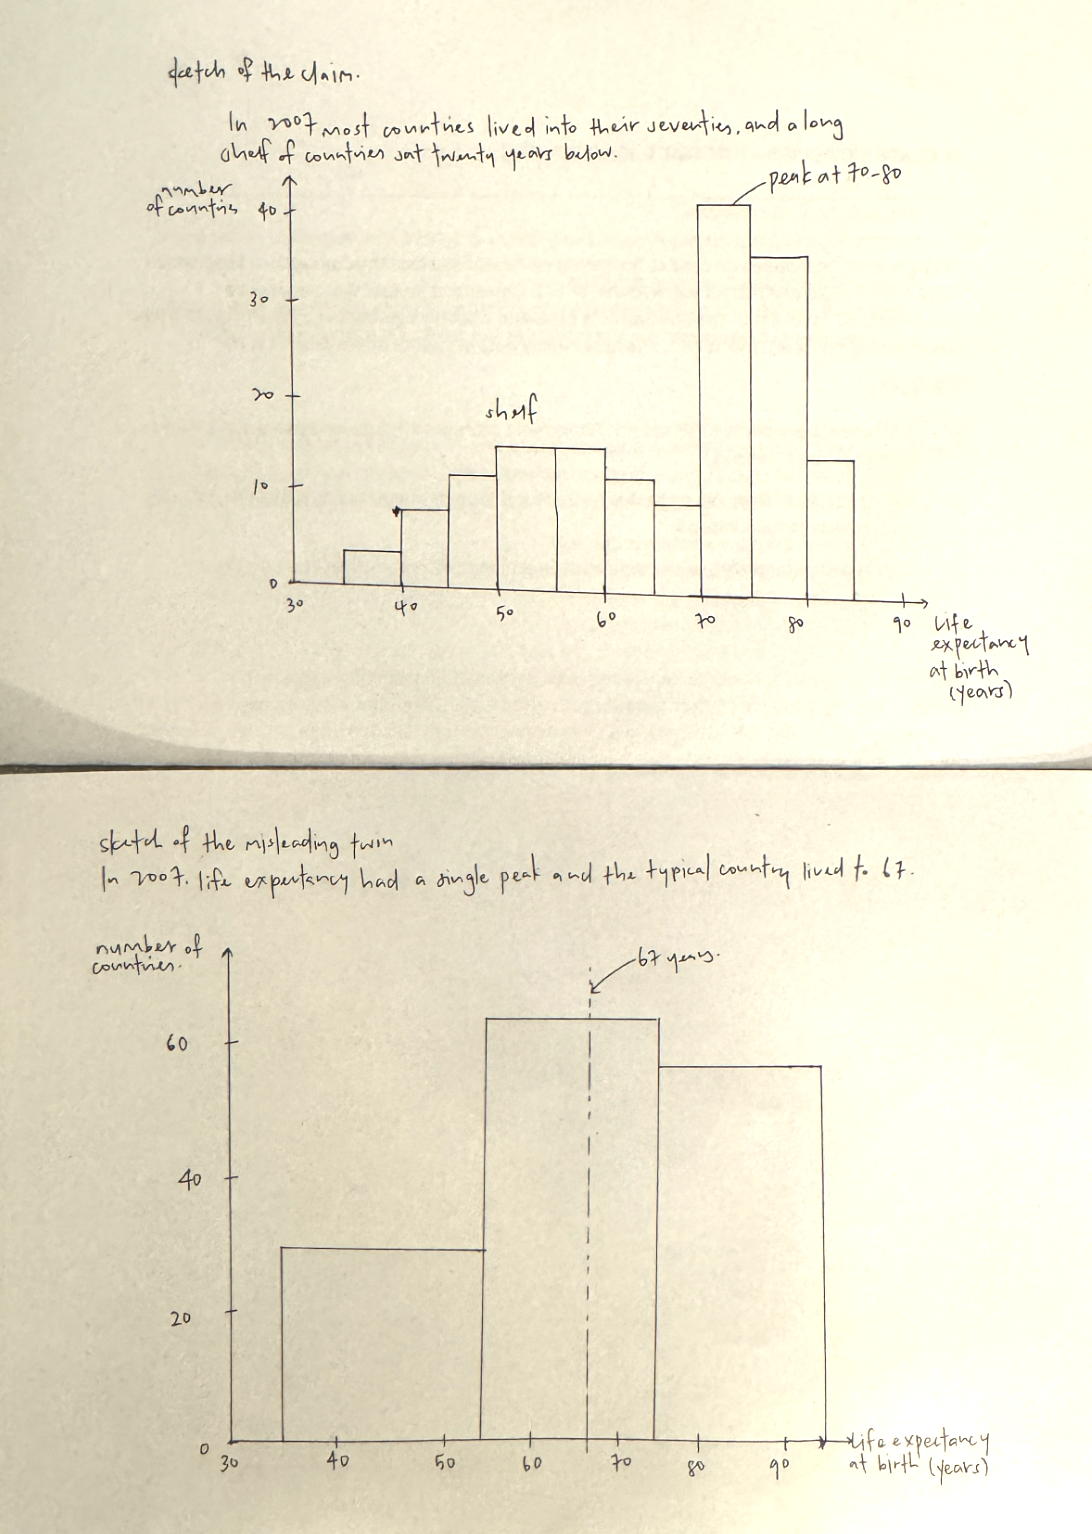 sketch of the claim.
In 2007 most countries lived into their seventies, and a long
shelf of countries sat twenty years below.
number
of countries
peak at 70-80
40
30
20
shelf
10
0
30
40
50
60
70
80
90
life
expectancy
at birth
(years)
sketch of the misleading twin
In 2007. life expectancy had a single peak and the typical country lived to 67.
number of
countries.
67 years.
60
40
20
0
30
40
50
60
70
80
90
life expectancy
at birth (years)